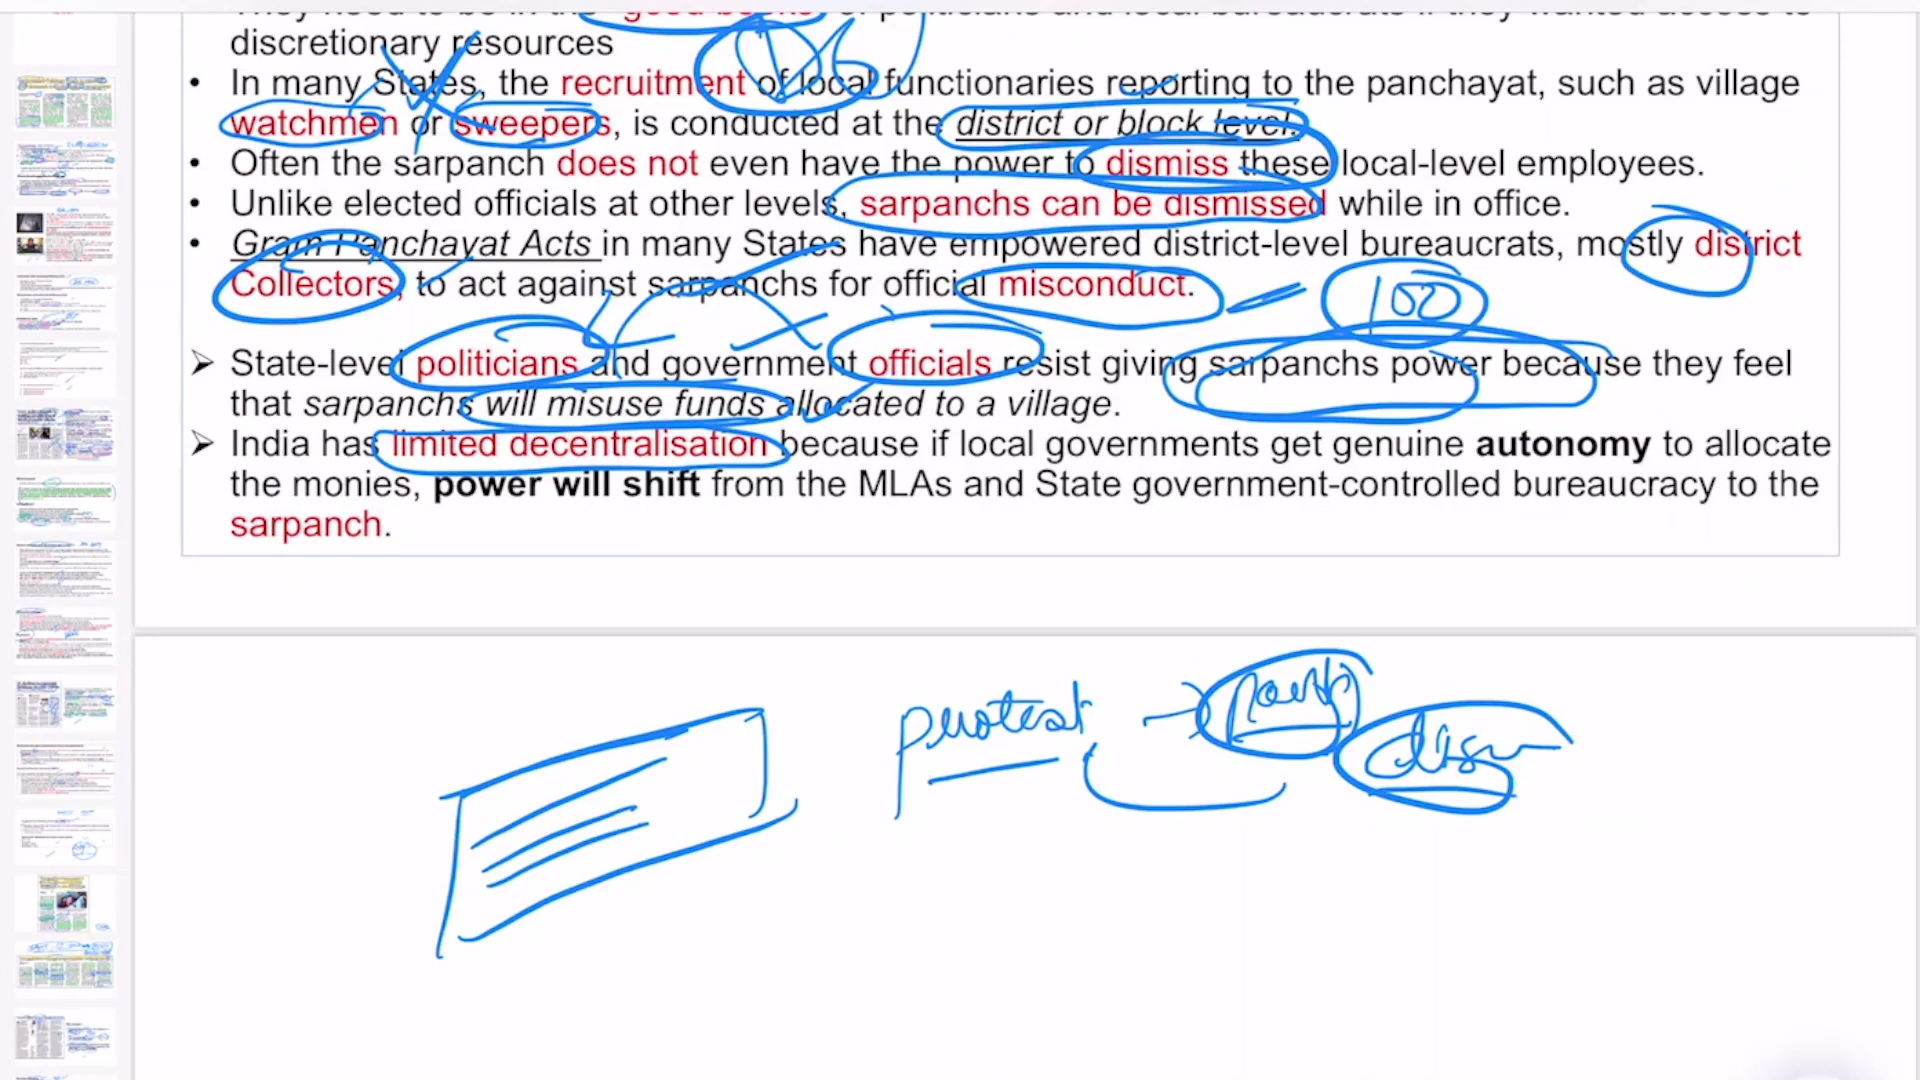 discretionary resources
• In many States, the recruitment of local functionaries reporting to the panchayat, such as village
watchmen or sweepers, is conducted at the district or block level.
• Often the sarpanch does not even have the power to dismiss these local-level employees.
• Unlike elected officials at other levels, sarpanchs can be dismissed while in office.
• Gram Panchayat Acts in many States have empowered district-level bureaucrats, mostly district
Collectors, to act against sarpanchs for official misconduct.
100
➢ State-level politicians and government officials resist giving sarpanchs power because they feel
that sarpanchs will misuse funds allocated to a village.
➢ India has limited decentralisation because if local governments get genuine autonomy to allocate
the monies, power will shift from the MLAs and State government-controlled bureaucracy to the
sarpanch.
protest